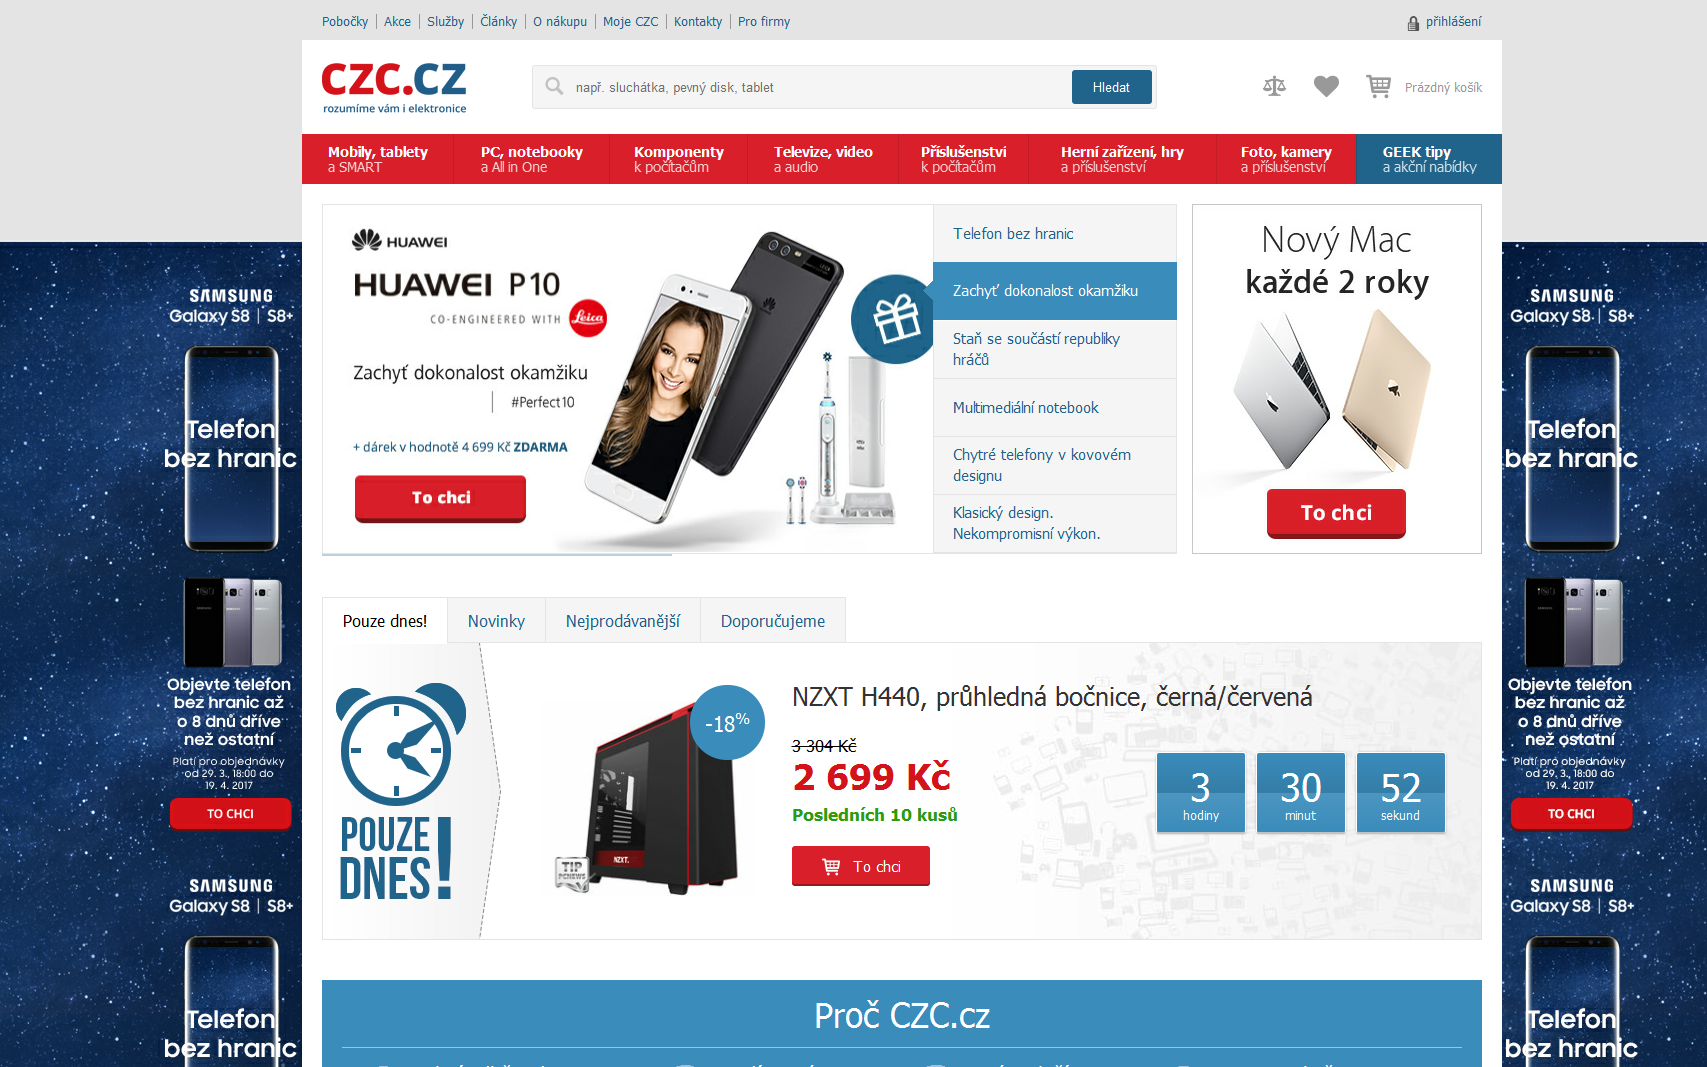 Pobočky Akce Služby Články O nákupu Moje CZC Kontakty Pro firmy
přihlášení
CZC.CZ
rozumíme vám i elektronice
např. sluchátka, pevný disk, tablet
Hledat
Prázdný košík
Mobily, tablety
a SMART
PC, notebooky
a All in One
Komponenty
k počítačům
Televize, video
a audio
Příslušenství
k počítačům
Herní zařízení, hry
a příslušenství
Foto, kamery
a příslušenství
GEEK tipy
a akční nabídky
HUAWEI
HUAWEI P10
CO-ENGINEERED WITH Leica
Zachyť dokonalost okamžiku
#Perfect10
+ dárek v hodnotě 4 699 Kč ZDARMA
To chci
Telefon bez hranic
Zachyť dokonalost okamžiku
Staň se součástí republiky
hráčů
Multimediální notebook
Chytré telefony v kovovém
designu
Klasický design.
Nekompromisní výkon.
Nový Mac
každé 2 roky
To chci
SAMSUNG
Galaxy S8 | S8+
Telefon
bez hranic
Objevte telefon
bez hranic až
o 8 dnů dříve
než ostatní
Platí pro objednávky
od 29. 3., 18:00 do
19. 4. 2017
TO CHCI
SAMSUNG
Galaxy S8 | S8+
Telefon
bez hranic
SAMSUNG
Galaxy S8 | S8+
Telefon
bez hranic
Objevte telefon
bez hranic až
o 8 dnů dříve
než ostatní
Platí pro objednávky
od 29. 3., 18:00 do
19. 4. 2017
TO CHCI
SAMSUNG
Galaxy S8 | S8+
Telefon
bez hranic
Pouze dnes!
Novinky
Nejprodávanější
Doporučujeme
POUZE
DNES!
-18%
NZXT.
TIP
PCNEWS
NZXT H440, průhledná bočnice, černá/červená
3 304 Kč
2 699 Kč
Posledních 10 kusů
To chci
3
hodiny
30
minut
52
sekund
Proč CZC.cz